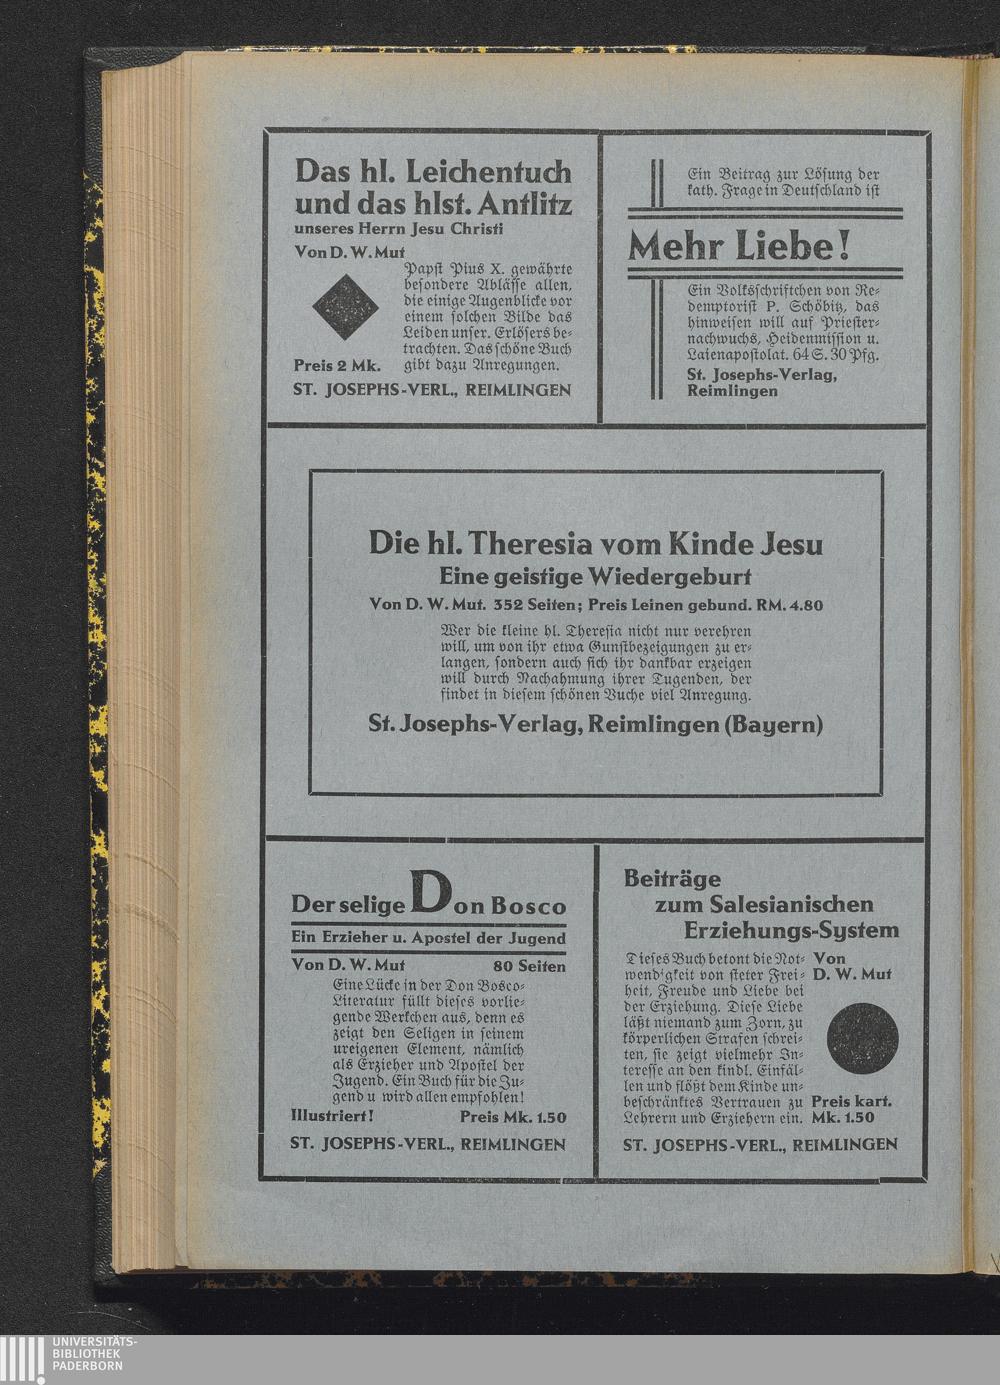 Das hl. Leichentuch
und das hlst. Antlitz
unseres Herrn Jesu Christi
Von D. W. Mut
Papst Pius X. gewährte
besondere Ablässe allen,
die einige Augenblicke vor
einem solchen Bilde das
Leiden unser. Erlösers be-
trachten. Das schöne Buch
gibt dazu Anregungen.
Preis 2 Mk.
ST. JOSEPHS-VERL., REIMLINGEN
Ein Beitrag zur Lösung der
kath. Frage in Deutschland ist
Mehr Liebe!
Ein Volksschriftchen von Re-
demptorist P. Schöbitz, das
hinweisen will auf Priester-
nachwuchs, Heidenmission u.
Laienapostolat. 64 S. 30 Pfg.
St. Josephs-Verlag,
Reimlingen
Die hl. Theresia vom Kinde Jesu
Eine geistige Wiedergeburt
Von D. W. Mut. 352 Seiten; Preis Leinen gebund. RM. 4.80
Wer die kleine hl. Theresia nicht nur verehren
will, um von ihr etwa Gunstbezeigungen zu er-
langen, sondern auch sich ihr dankbar erzeigen
will durch Nachahmung ihrer Tugenden, der
findet in diesem schönen Buche viel Anregung.
St. Josephs-Verlag, Reimlingen (Bayern)
Der selige Don Bosco
Ein Erzieher u. Apostel der Jugend
Von D. W. Mut 80 Seiten
Eine Lücke in der Don Bosco-
Literatur füllt dieses vorlie-
gende Werkchen aus, denn es
zeigt den Seligen in seinem
ureigenen Element, nämlich
als Erzieher und Apostel der
Jugend. Ein Buch für die Ju-
gend u wird allen empfohlen!
Illustriert! Preis Mk. 1.50
ST. JOSEPHS-VERL., REIMLINGEN
Beiträge
zum Salesianischen
Erziehungs-System
Dieses Buch betont die Not-
wendigkeit von steter Frei-
heit, Freude und Liebe bei
der Erziehung. Diese Liebe
läßt niemand zum Zorn, zu
körperlichen Strafen schrei-
ten, sie zeigt vielmehr In-
teresse an den kindl. Einfäl-
len und flößt dem Kinde un-
beschränktes Vertrauen zu
Lehrern und Erziehern ein.
Von
D. W. Mut
Preis kart.
Mk. 1.50
ST. JOSEPHS-VERL., REIMLINGEN
UNIVERSITÄTS-
BIBLIOTHEK
PADERBORN